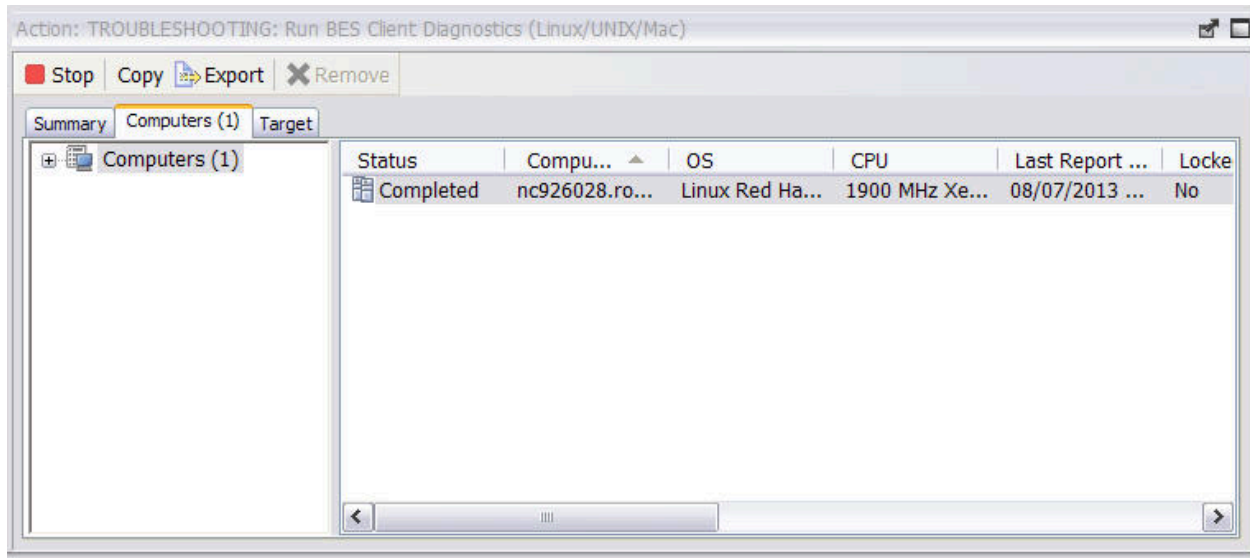 Action: TROUBLESHOOTING: Run BES Client Diagnostics (Linux/UNIX/Mac)
Stop Copy Export Remove
Summary Computers (1) Target
Computers (1)
Status Compu... OS CPU Last Report ... Locke
Completed nc926028.ro... Linux Red Ha... 1900 MHz Xe... 08/07/2013 ... No